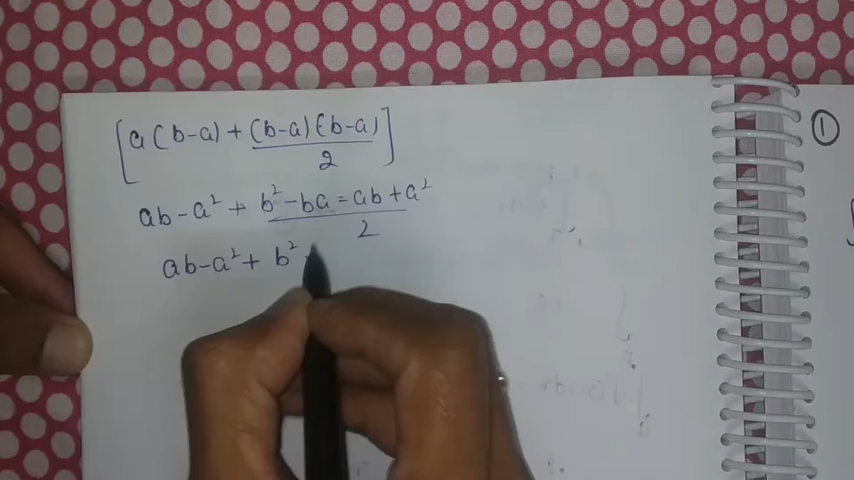 [a(b-a) + (b-a)(b-a)/2]
①
ab-a² + b²-ba=ab+a²/2
ab-a²+ b² -